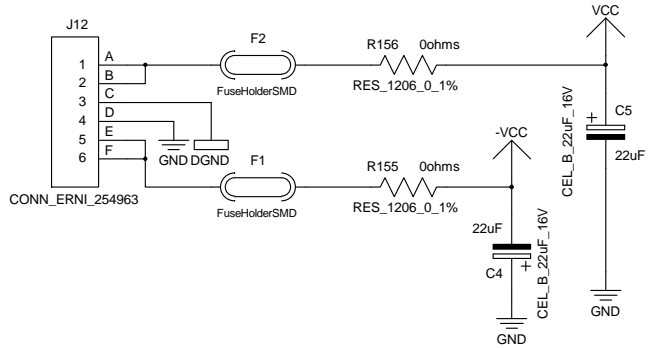 J12
1 A
2 B
3 C
4 D
5 E
6 F
CONN_ERNI_254963
F2
FuseHolderSMD
R156 0ohms
RES_1206_0_1%
VCC
+ C5
22uF
CEL_B_22uF_16V
GND
GND DGND
F1
FuseHolderSMD
R155 0ohms
RES_1206_0_1%
-VCC
22uF
C4 +
CEL_B_22uF_16V
GND